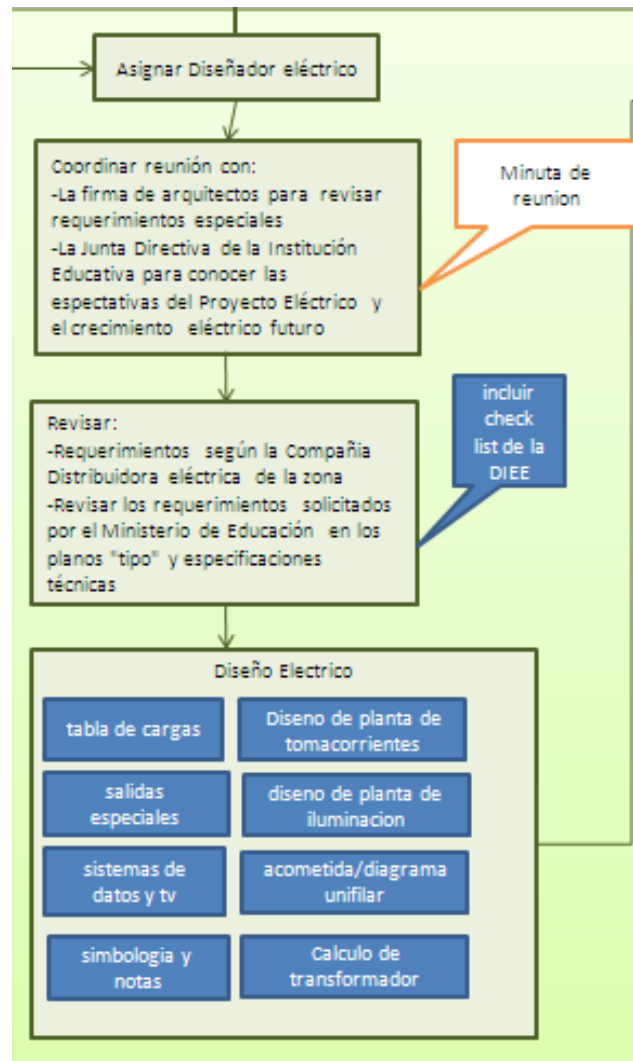 Asignar Diseñador eléctrico
Coordinar reunión con:
-La firma de arquitectos para revisar
requerimientos especiales
-La Junta Directiva de la Institución
Educativa para conocer las
espectativas del Proyecto Eléctrico y
el crecimiento eléctrico futuro
Minuta de
reunion
Revisar:
-Requerimientos según la Compañia
Distribuidora eléctrica de la zona
-Revisar los requerimientos solicitados
por el Ministerio de Educación en los
planos "tipo" y especificaciones
técnicas
incluir
check
list de la
DIEE
Diseño Electrico
tabla de cargas
Diseno de planta de
tomacorrientes
salidas
especiales
diseno de planta de
iluminacion
sistemas de
datos y tv
acometida/diagrama
unifilar
simbologia y
notas
Calculo de
transformador